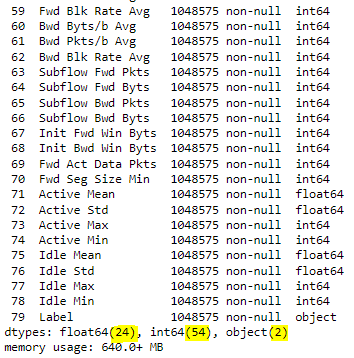 59 Fwd Blk Rate Avg 1048575 non-null int64
60 Bwd Byts/b Avg 1048575 non-null int64
61 Bwd Pkts/b Avg 1048575 non-null int64
62 Bwd Blk Rate Avg 1048575 non-null int64
63 Subflow Fwd Pkts 1048575 non-null int64
64 Subflow Fwd Byts 1048575 non-null int64
65 Subflow Bwd Pkts 1048575 non-null int64
66 Subflow Bwd Byts 1048575 non-null int64
67 Init Fwd Win Byts 1048575 non-null int64
68 Init Bwd Win Byts 1048575 non-null int64
69 Fwd Act Data Pkts 1048575 non-null int64
70 Fwd Seg Size Min 1048575 non-null int64
71 Active Mean 1048575 non-null float64
72 Active Std 1048575 non-null float64
73 Active Max 1048575 non-null int64
74 Active Min 1048575 non-null int64
75 Idle Mean 1048575 non-null float64
76 Idle Std 1048575 non-null float64
77 Idle Max 1048575 non-null int64
78 Idle Min 1048575 non-null int64
79 Label 1048575 non-null object
dtypes: float64(24), int64(54), object(2)
memory usage: 640.0+ MB